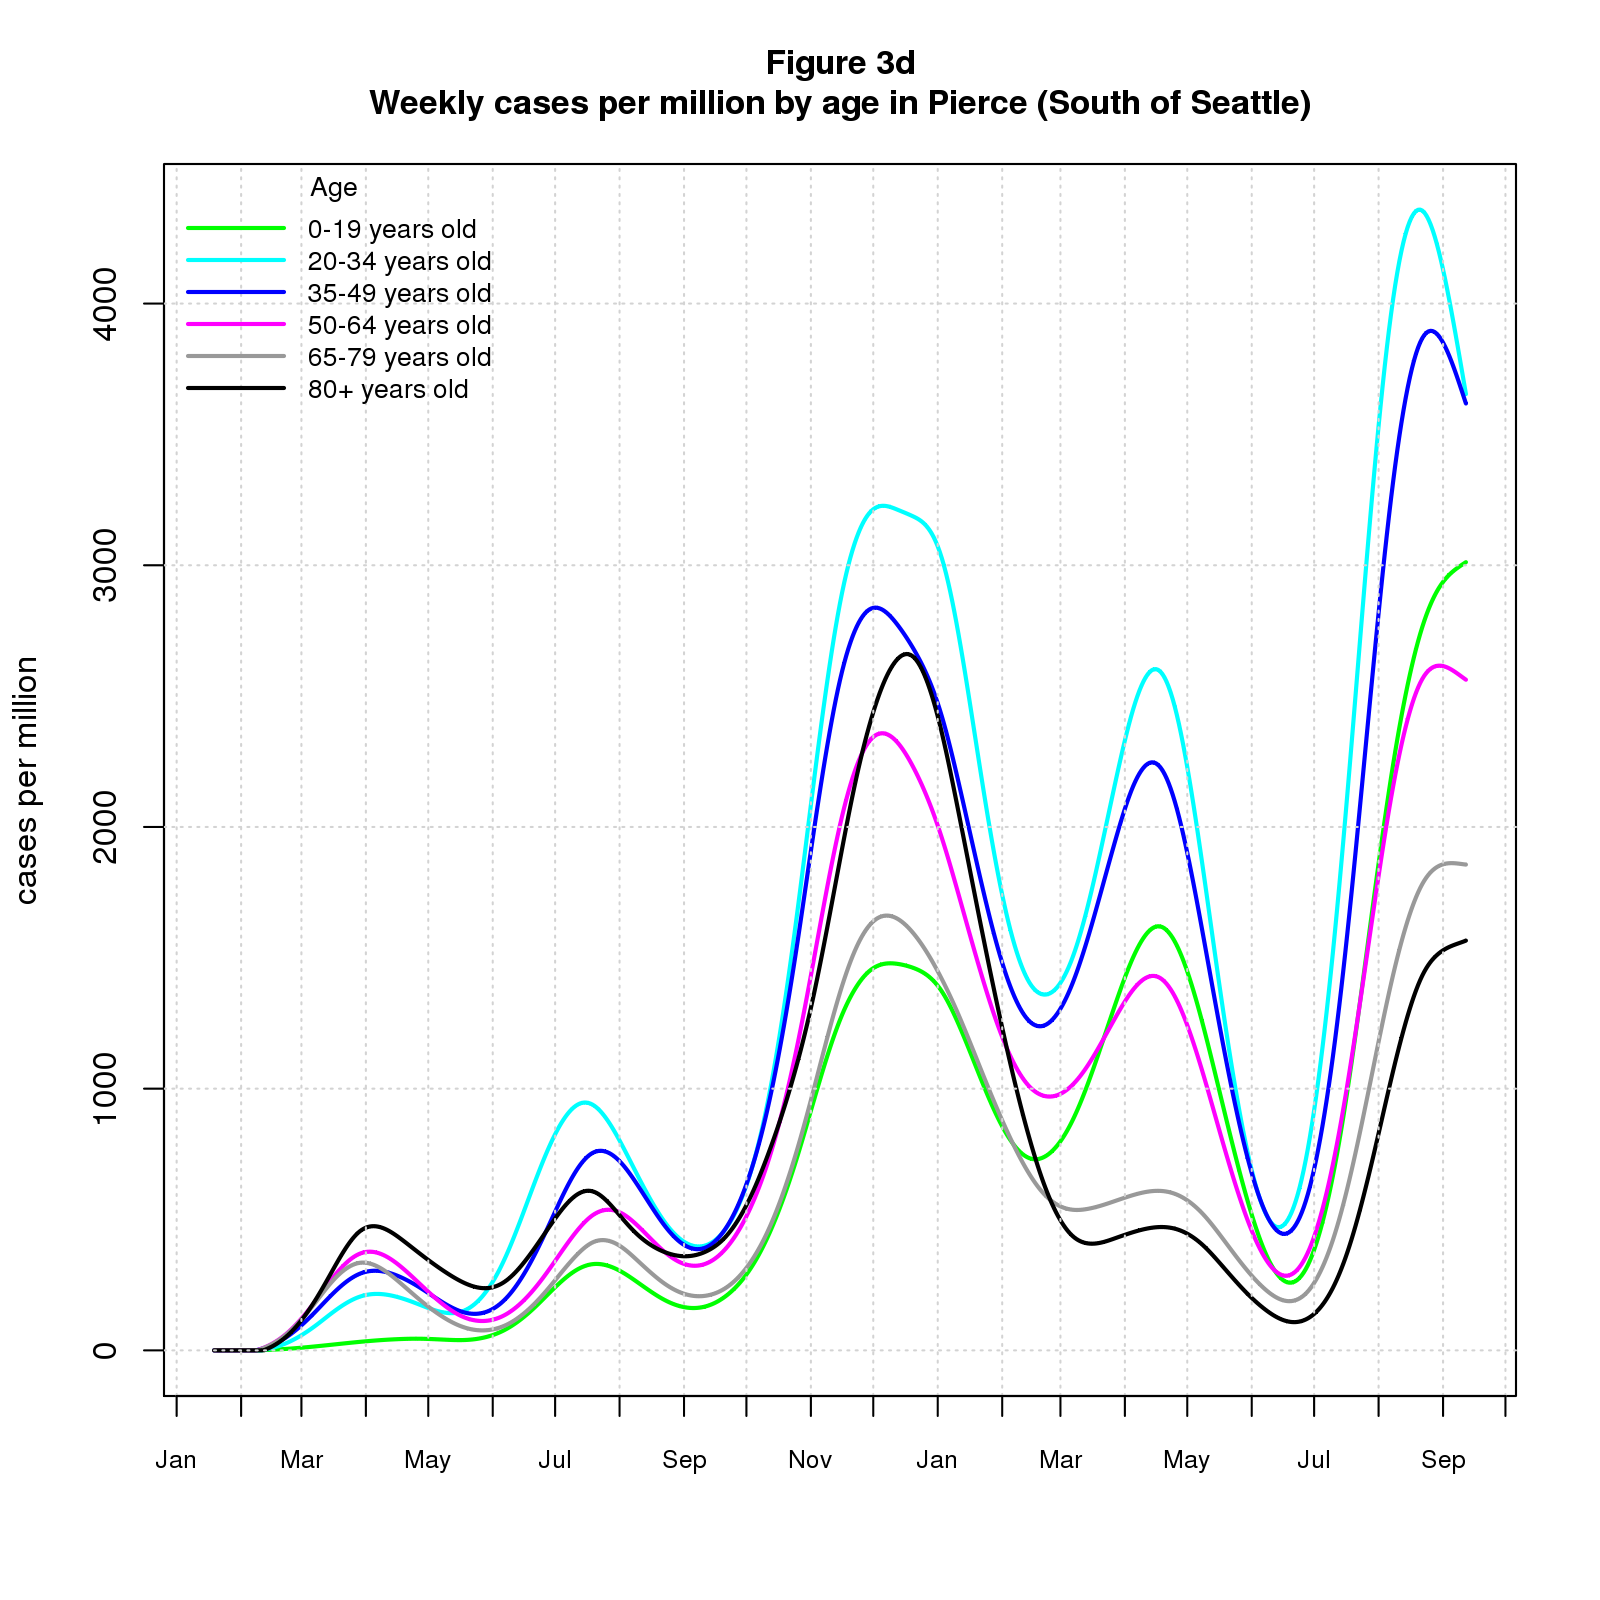 Figure 3d
Weekly cases per million by age in Pierce (South of Seattle)
Age
0-19 years old
20-34 years old
35-49 years old
50-64 years old
65-79 years old
80+ years old
cases per million
4000
3000
2000
1000
0
Jan Mar May Jul Sep Nov Jan Mar May Jul Sep